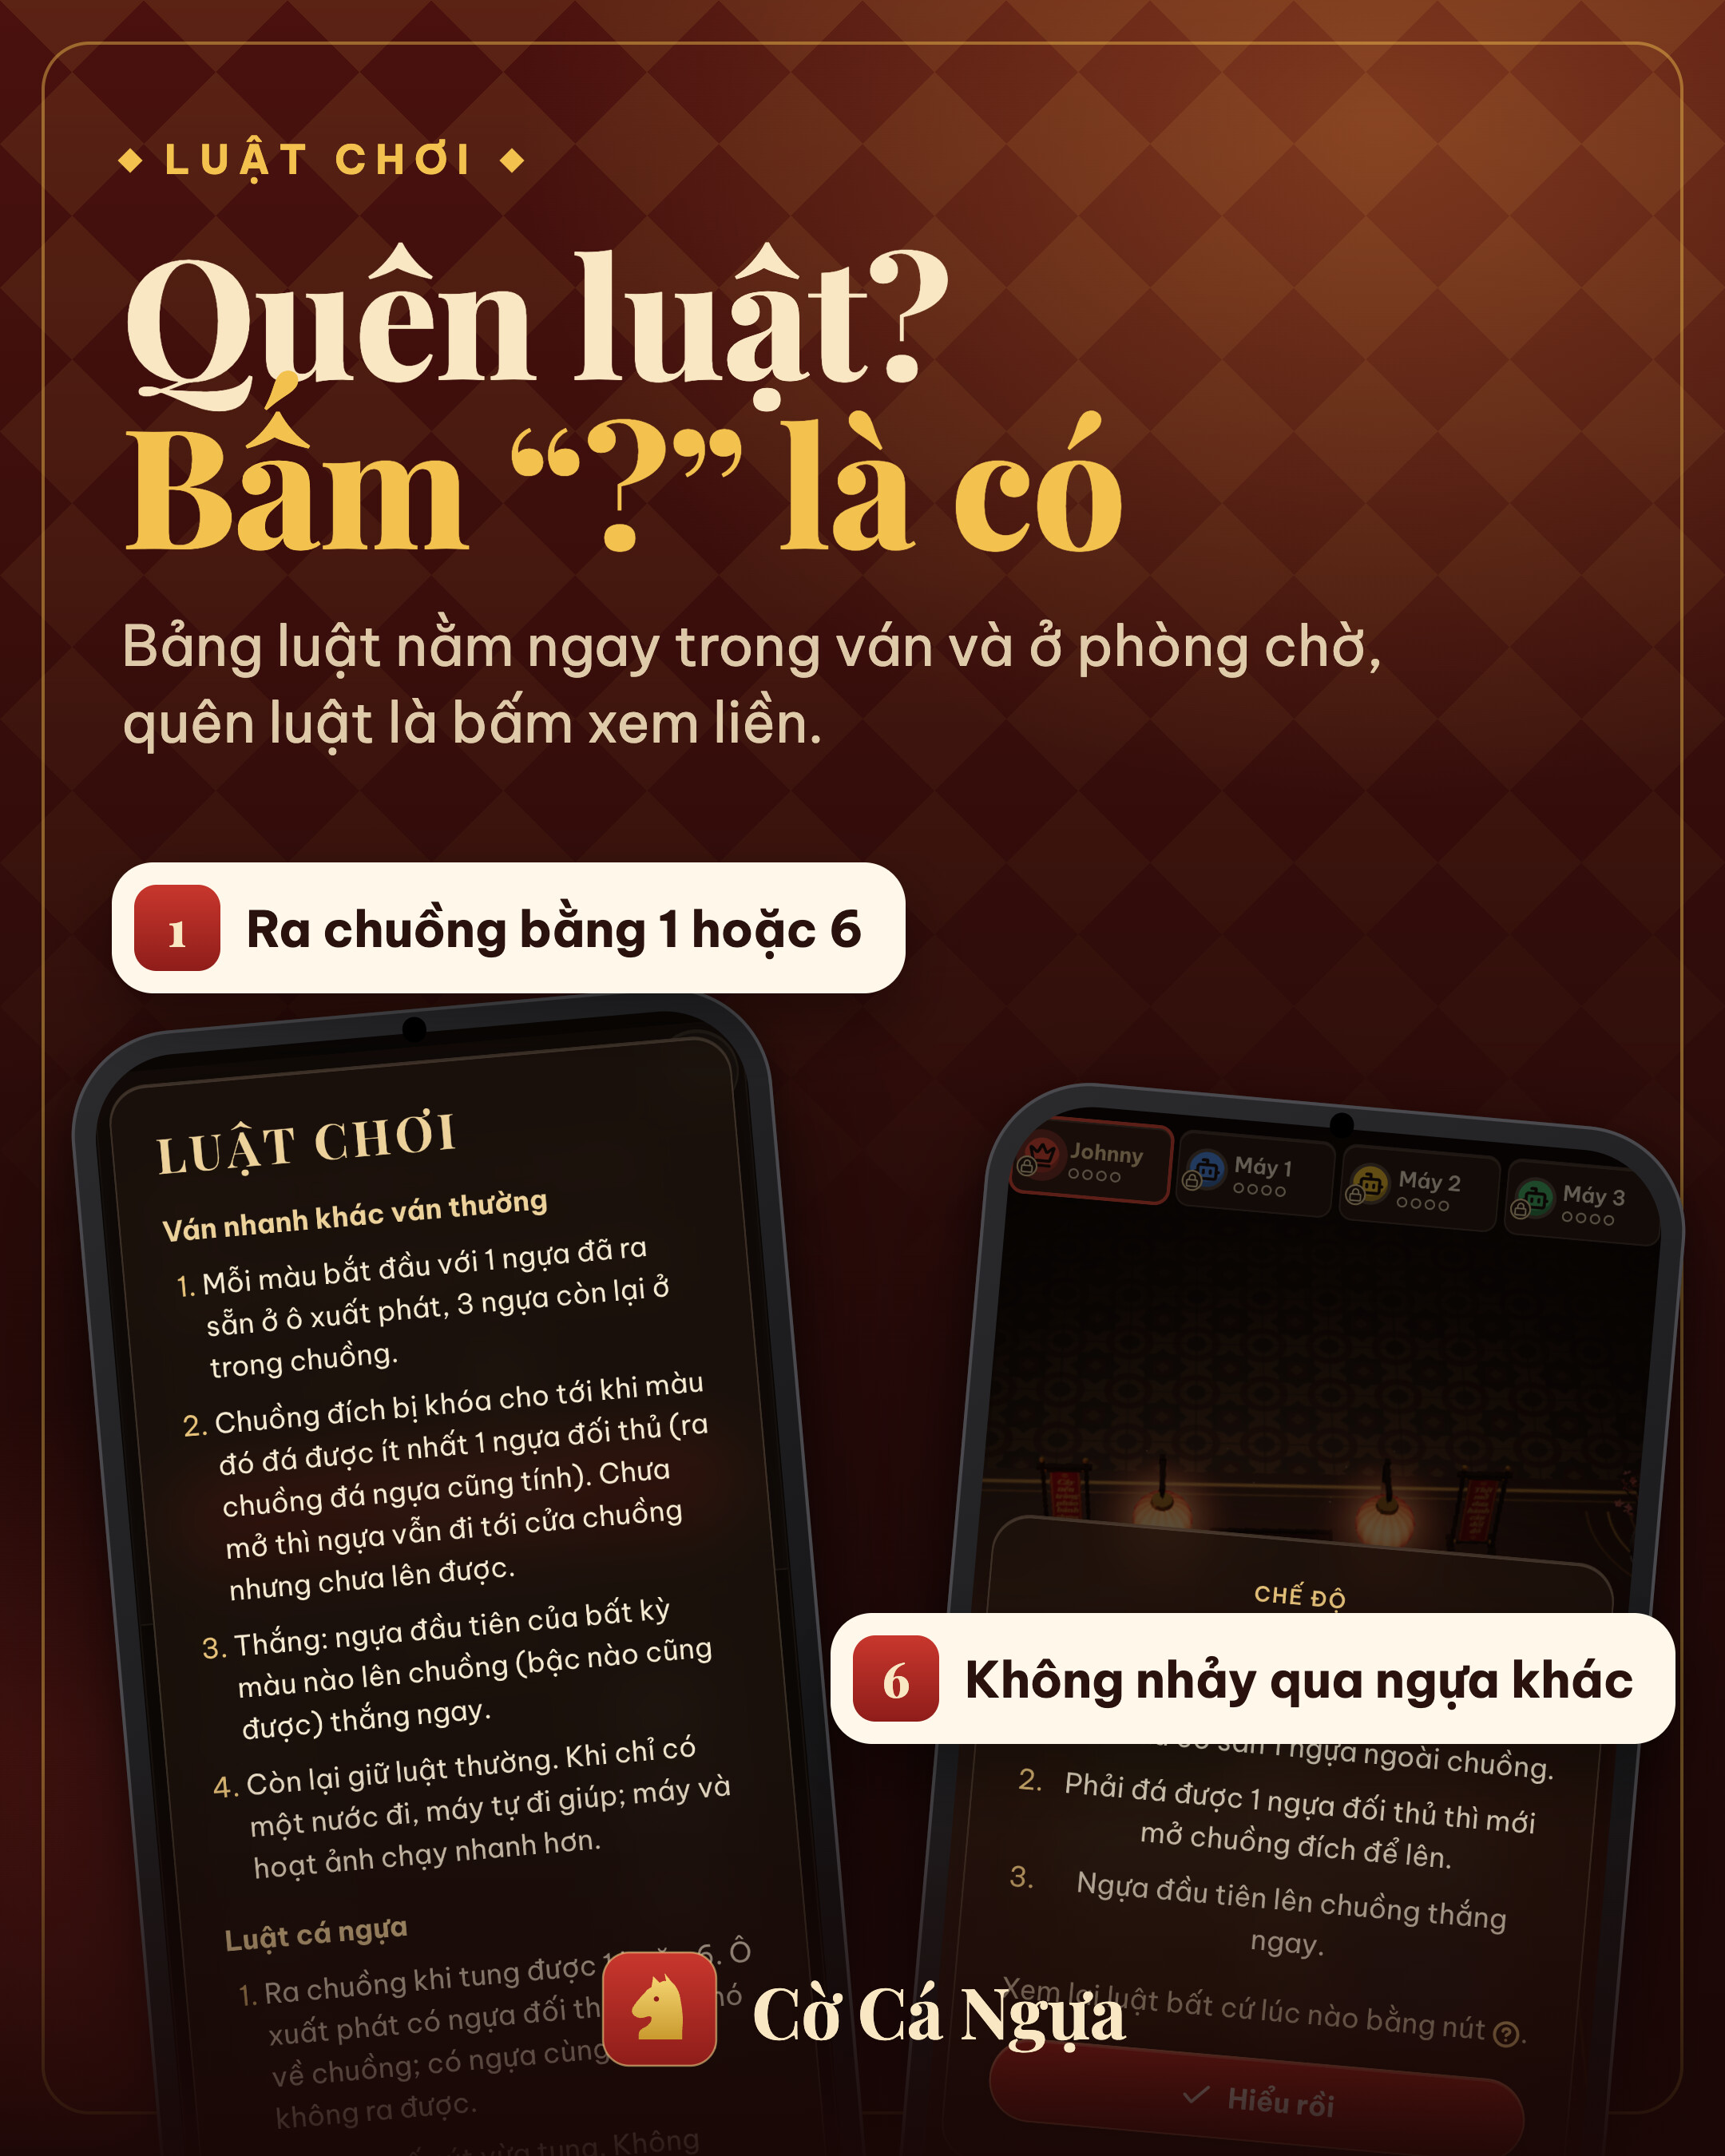 LUẬT CHƠI
Quên luật?
Bấm “?” là có
Bảng luật nằm ngay trong ván và ở phòng chờ,
quên luật là bấm xem liền.
1 Ra chuồng bằng 1 hoặc 6
LUẬT CHƠI
Ván nhanh khác ván thường
1. Mỗi màu bắt đầu với 1 ngựa đã ra
sẵn ở ô xuất phát, 3 ngựa còn lại ở
trong chuồng.
2. Chuồng đích bị khóa cho tới khi màu
đó đá được ít nhất 1 ngựa đối thủ (ra
chuồng đá ngựa cũng tính). Chưa
mở thì ngựa vẫn đi tới cửa chuồng
nhưng chưa lên được.
3. Thắng: ngựa đầu tiên của bất kỳ
màu nào lên chuồng (bậc nào cũng
được) thắng ngay.
4. Còn lại giữ luật thường. Khi chỉ có
một nước đi, máy tự đi giúp; máy và
hoạt ảnh chạy nhanh hơn.
Luật cá ngựa
1. Ra chuồng khi tung được 6. Ô
xuất phát có ngựa đối
về chuồng; có ngựa cùng
không ra được.
vừa tung. Không
Johnny
Máy 1
Máy 2
Máy 3
CHẾ ĐỘ
6 Không nhảy qua ngựa khác
1 ngựa ngoài chuồng.
2. Phải đá được 1 ngựa đối thủ thì mới
mở chuồng đích để lên.
3. Ngựa đầu tiên lên chuồng thắng
ngay.
Xem lại luật bất cứ lúc nào bằng nút ?.
Hiểu rồi
Cờ Cá Ngựa